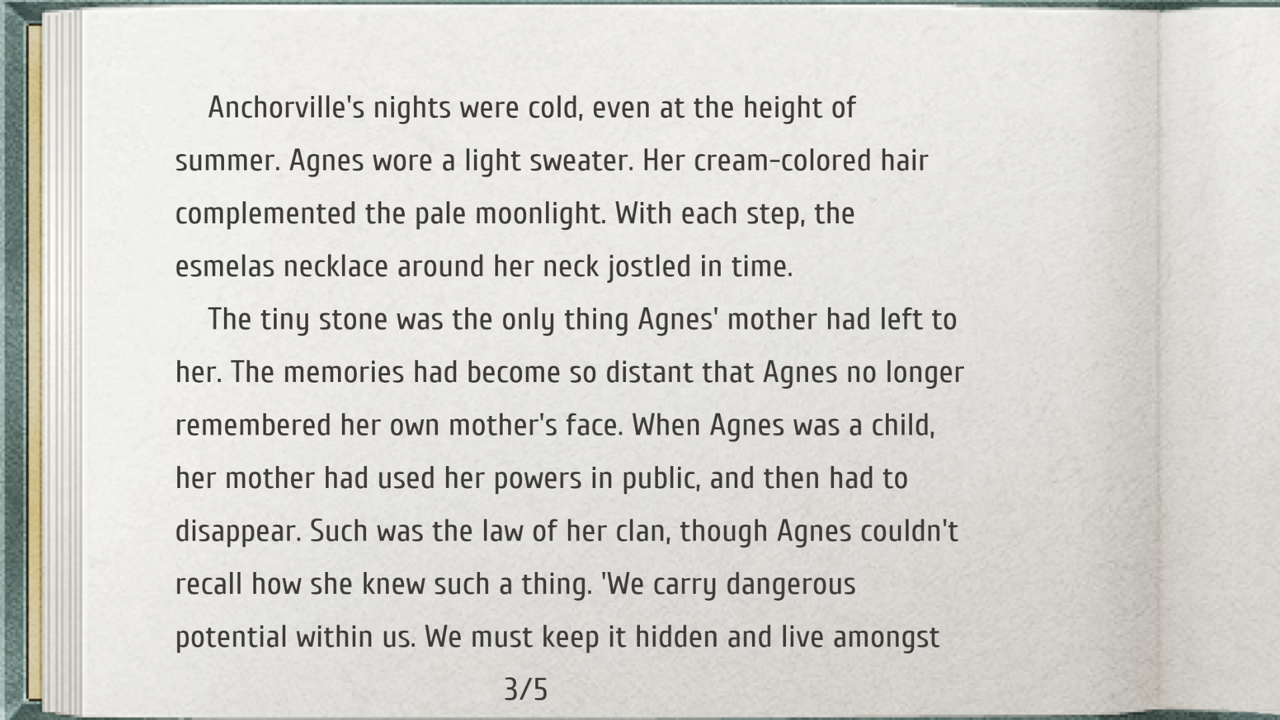 Anchorville's nights were cold, even at the height of
summer. Agnes wore a light sweater. Her cream-colored hair
complemented the pale moonlight. With each step, the
esmelas necklace around her neck jostled in time.
The tiny stone was the only thing Agnes' mother had left to
her. The memories had become so distant that Agnes no longer
remembered her own mother's face. When Agnes was a child,
her mother had used her powers in public, and then had to
disappear. Such was the law of her clan, though Agnes couldn't
recall how she knew such a thing. 'We carry dangerous
potential within us. We must keep it hidden and live amongst
3/5